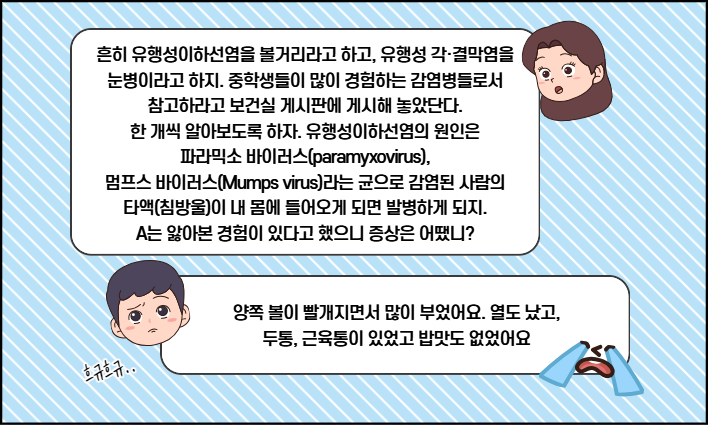 흔히 유행성이하선염을 볼거리라고 하고, 유행성 각·결막염을
눈병이라고 하지. 중학생들이 많이 경험하는 감염병들로서
참고하라고 보건실 게시판에 게시해 놓았단다.
한 개씩 알아보도록 하자. 유행성이하선염의 원인은
파라믹소 바이러스(paramyxovirus),
멈프스 바이러스(Mumps virus)라는 균으로 감염된 사람의
타액(침방울)이 내 몸에 들어오게 되면 발병하게 되지.
A는 앓아본 경험이 있다고 했으니 증상은 어땠니?
양쪽 볼이 빨개지면서 많이 부었어요. 열도 났고,
두통, 근육통이 있었고 밥맛도 없었어요
흐규흐규..